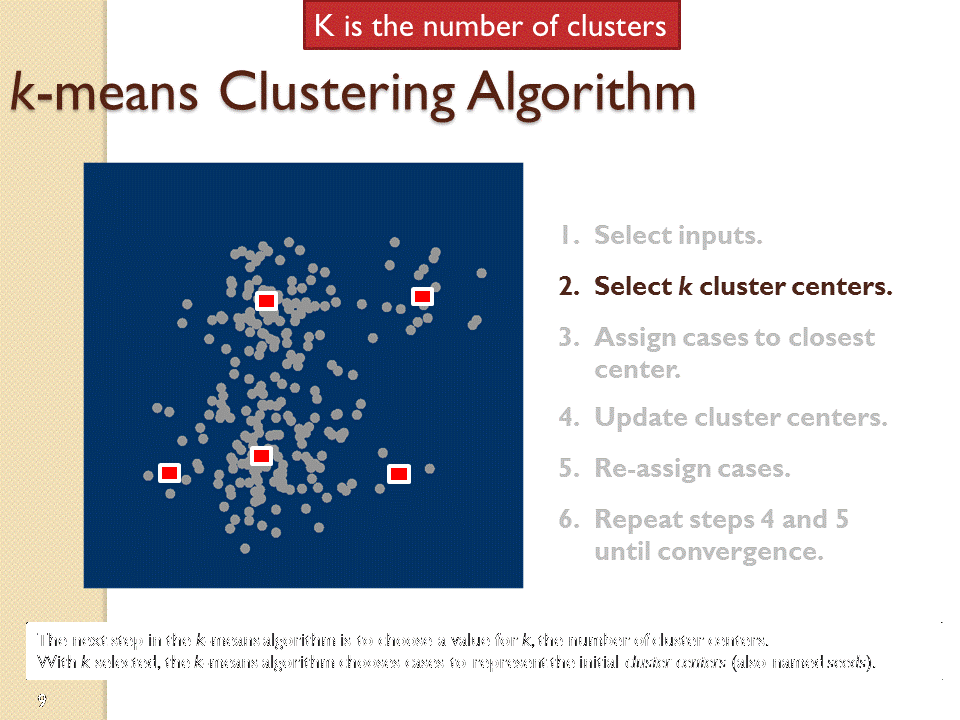 K is the number of clusters
k-means Clustering Algorithm
1. Select inputs.
2. Select k cluster centers.
3. Assign cases to closest
center.
4. Update cluster centers.
5. Re-assign cases.
6. Repeat steps 4 and 5
until convergence.
The next step in the k-means algorithm is to choose a value for k, the number of cluster centers.
With k selected, the k-means algorithm chooses cases to represent the initial cluster centers (also named seeds).
9